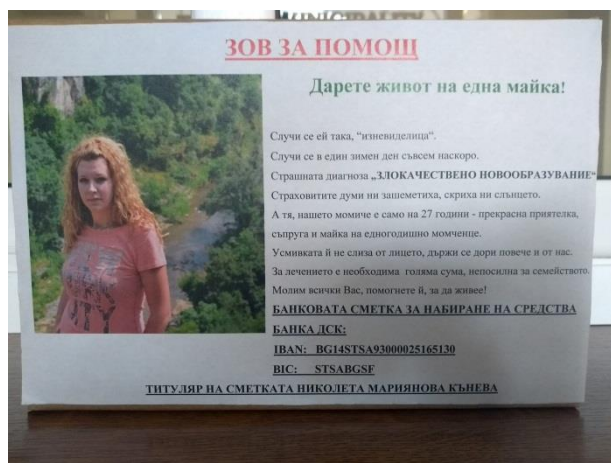 MUNICIPALITY
ЗОВ ЗА ПОМОЩ
Дарете живот на една майка!
Случи се ей така, "изневиделица".
Случи се в един зимен ден съвсем наскоро.
Страшната диагноза „ЗЛОКАЧЕСТВЕНО НОВООБРАЗУВАНИЕ“
Страховитите думи ни зашеметиха, скриха ни слънцето.
А тя, нашето момиче е само на 27 години - прекрасна приятелка,
съпруга и майка на едногодишно момченце.
Усмивката й не слиза от лицето, държи се дори повече и от нас.
За лечението е необходима голяма сума, непосилна за семейството.
Молим всички Вас, помогнете й, за да живее!
БАНКОВАТА СМЕТКА ЗА НАБИРАНЕ НА СРЕДСТВА
БАНКА ДСК:
IBAN: BG14STSA93000025165130
BIC: STSABGSF
ТИТУЛЯР НА СМЕТКАТА НИКОЛЕТА МАРИЯНОВА КЪНЕВА